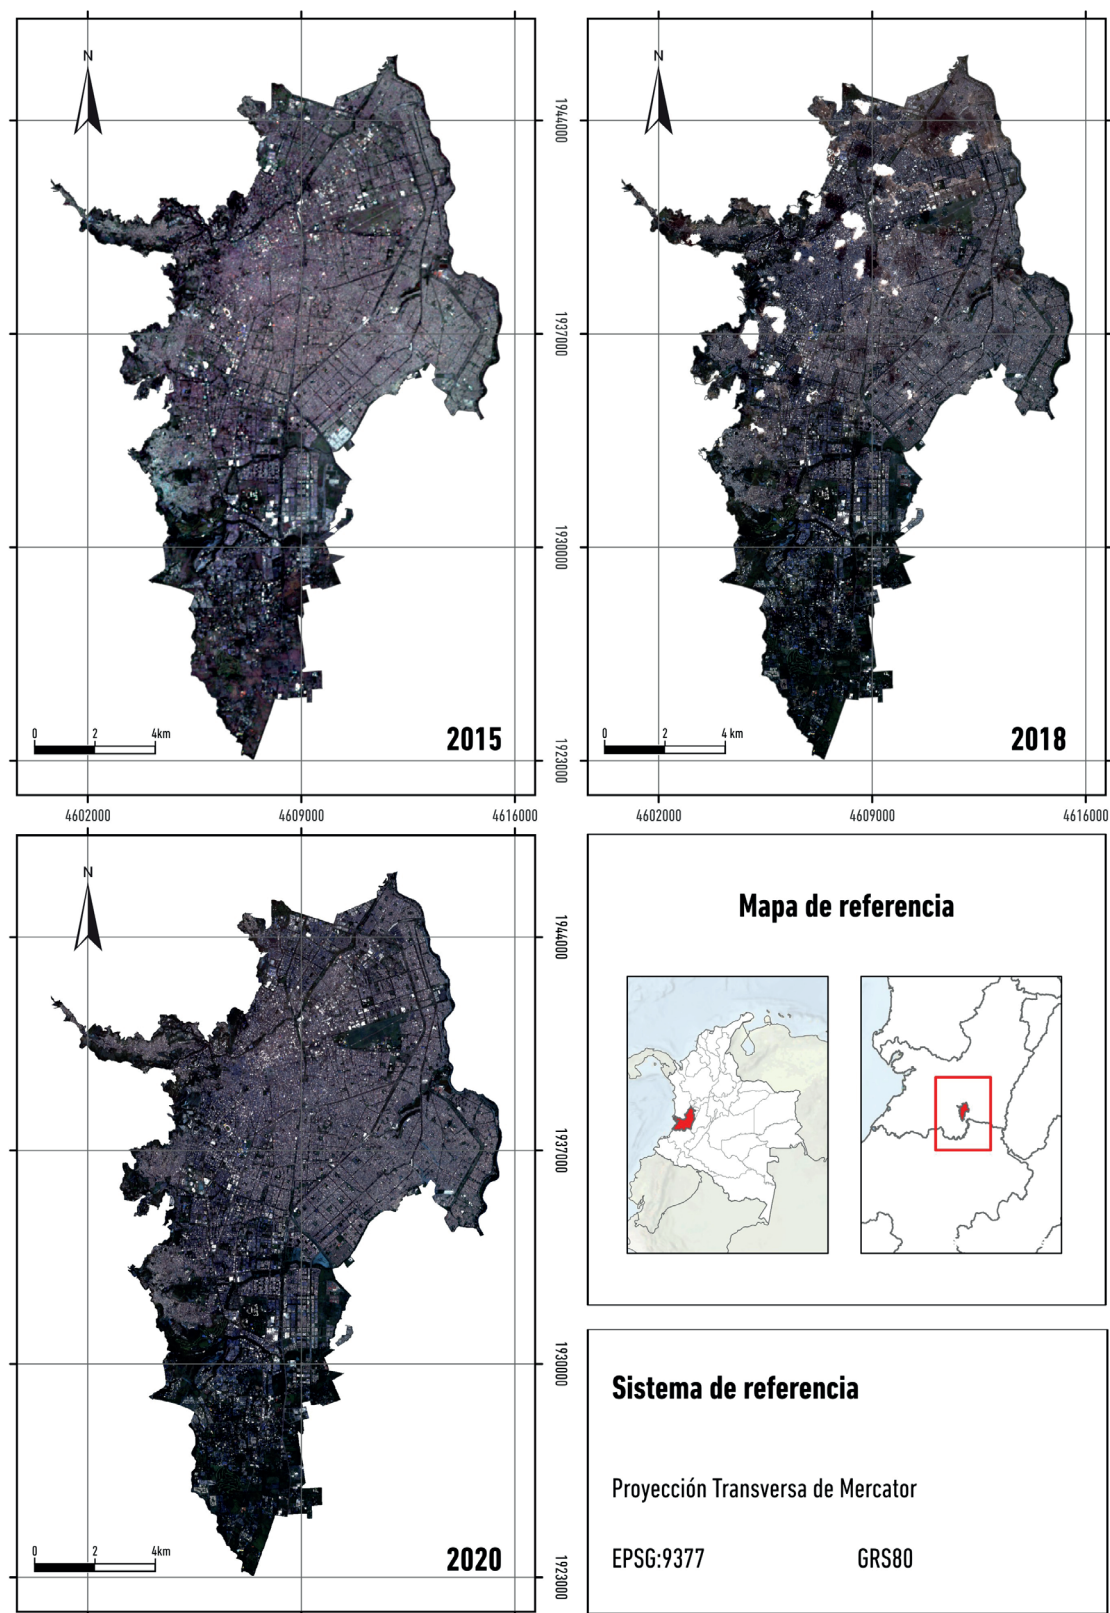 N
1944000
1937000
1930000
1923000
0 2 4km
2015
4602000 4609000 4616000
N
0 2 4 km
2018
4602000 4609000 4616000
N
1944000
1937000
1930000
1923000
0 2 4km
2020
Mapa de referencia
Sistema de referencia
Proyección Transversa de Mercator
EPSG:9377 GRS80